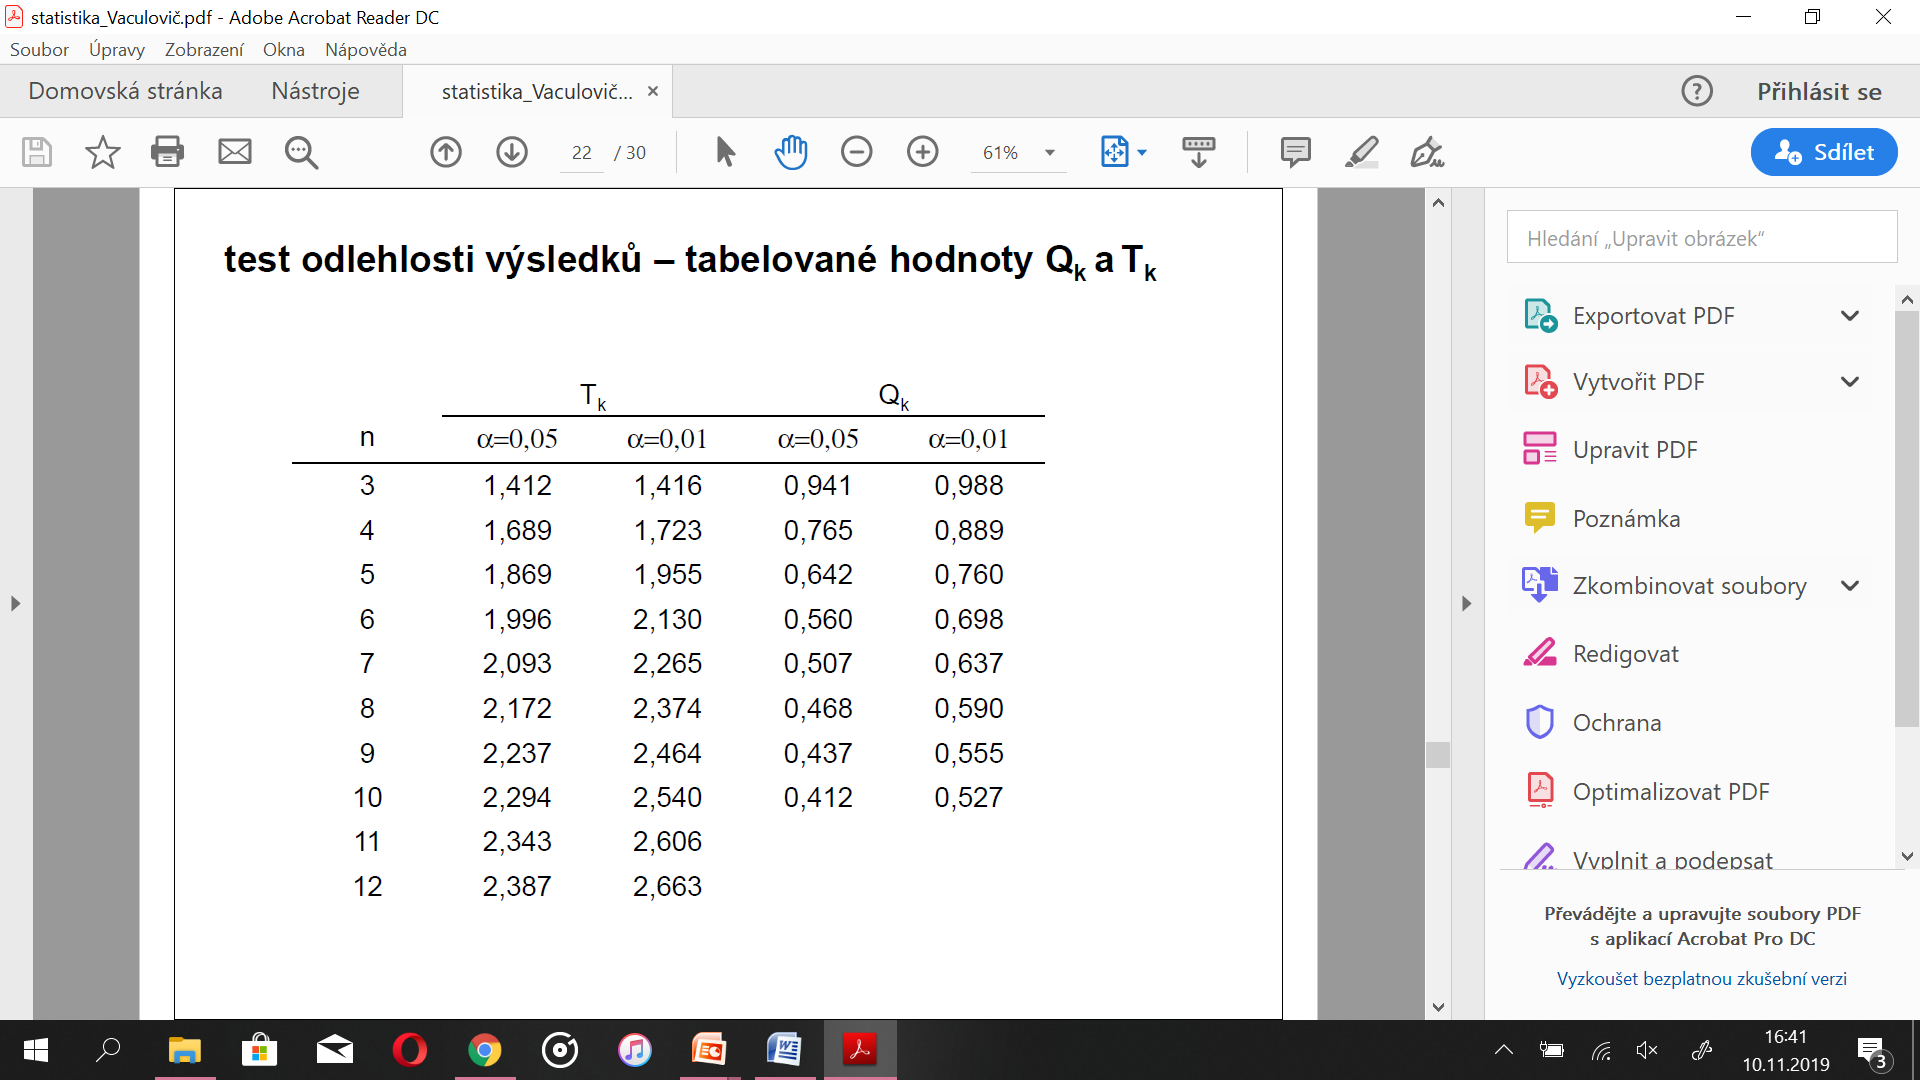 statistika_Vaculovič.pdf - Adobe Acrobat Reader DC
Soubor Úpravy Zobrazení Okna Nápověda
Domovská stránka Nástroje statistika_Vaculovič... × Přihlásit se
22 / 30 61% Sdílet
test odlehlosti výsledků – tabelované hodnoty Qk a Tk
Tk Qk
n α=0,05 α=0,01 α=0,05 α=0,01
3 1,412 1,416 0,941 0,988
4 1,689 1,723 0,765 0,889
5 1,869 1,955 0,642 0,760
6 1,996 2,130 0,560 0,698
7 2,093 2,265 0,507 0,637
8 2,172 2,374 0,468 0,590
9 2,237 2,464 0,437 0,555
10 2,294 2,540 0,412 0,527
11 2,343 2,606
12 2,387 2,663
Hledání „Upravit obrázek“
Exportovat PDF
Vytvořit PDF
Upravit PDF
Poznámka
Zkombinovat soubory
Redigovat
Ochrana
Optimalizovat PDF
Vyplnit a podepsat
Převádějte a upravujte soubory PDF
s aplikací Acrobat Pro DC
Vyzkoušet bezplatnou zkušební verzi
16:41
10.11.2019
3